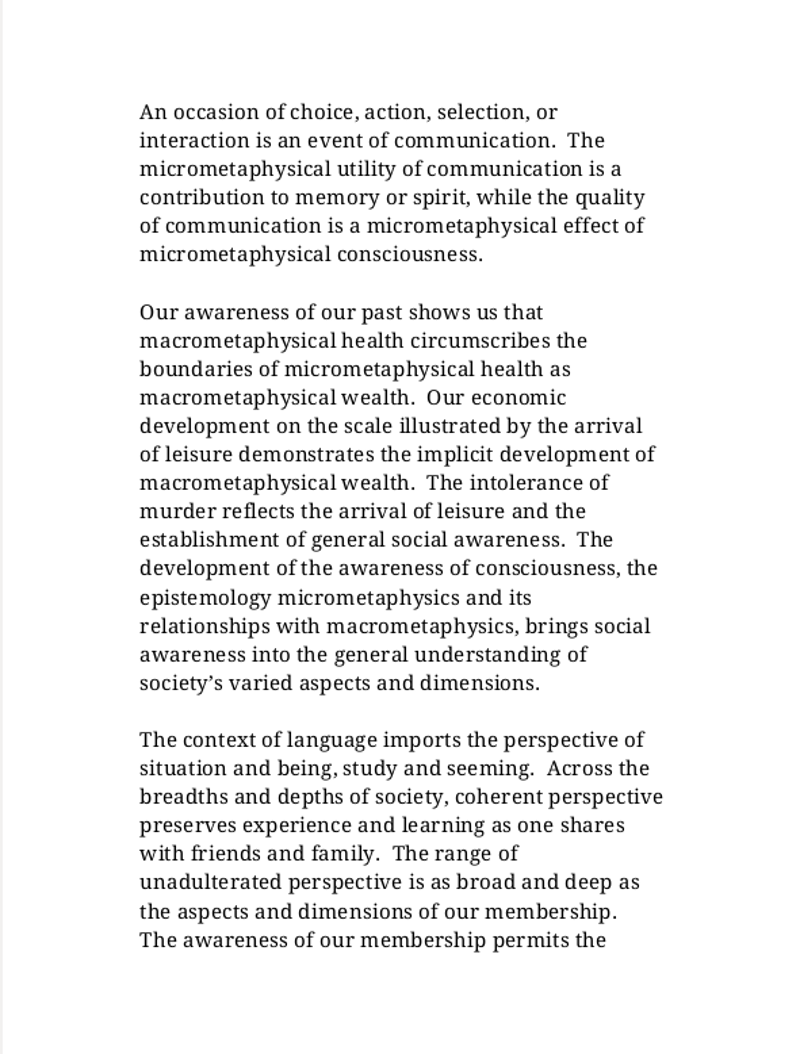 An occasion of choice, action, selection, or
interaction is an event of communication.  The
micrometaphysical utility of communication is a
contribution to memory or spirit, while the quality
of communication is a micrometaphysical effect of
micrometaphysical consciousness.

Our awareness of our past shows us that
macrometaphysical health circumscribes the
boundaries of micrometaphysical health as
macrometaphysical wealth.  Our economic
development on the scale illustrated by the arrival
of leisure demonstrates the implicit development of
macrometaphysical wealth.  The intolerance of
murder reflects the arrival of leisure and the
establishment of general social awareness.  The
development of the awareness of consciousness, the
epistemology micrometaphysics and its
relationships with macrometaphysics, brings social
awareness into the general understanding of
society’s varied aspects and dimensions.

The context of language imports the perspective of
situation and being, study and seeming.  Across the
breadths and depths of society, coherent perspective
preserves experience and learning as one shares
with friends and family.  The range of
unadulterated perspective is as broad and deep as
the aspects and dimensions of our membership.
The awareness of our membership permits the